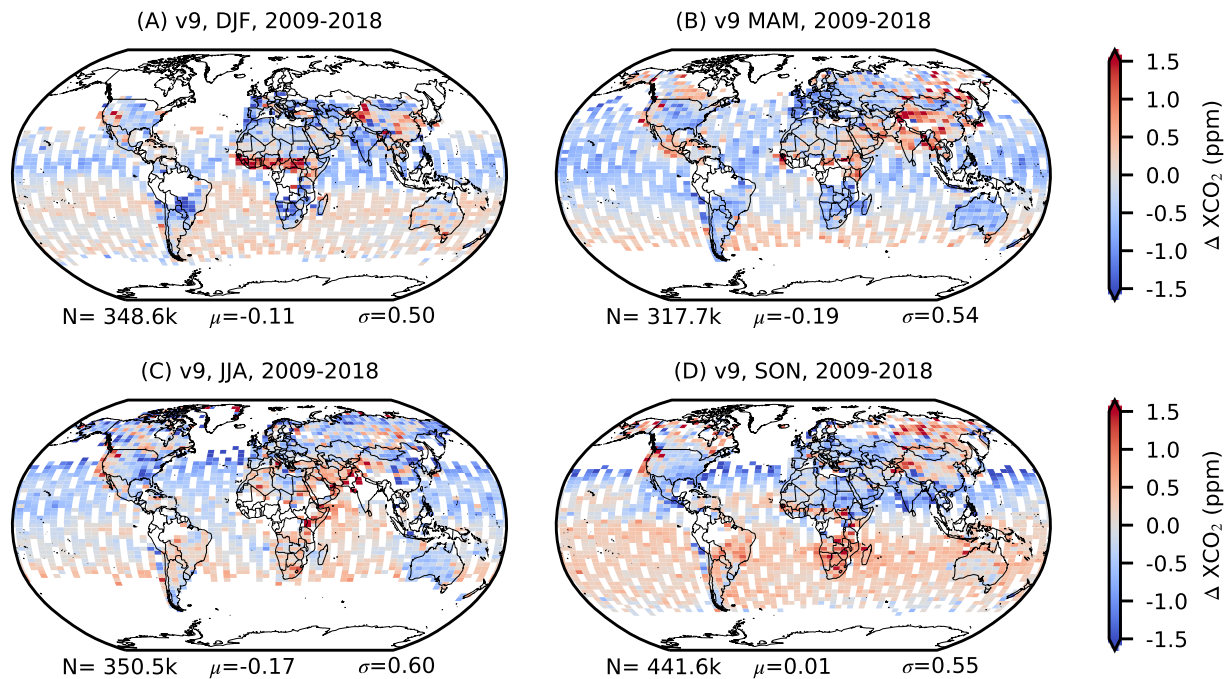 (A) v9, DJF, 2009-2018
(B) v9 MAM, 2009-2018
N= 348.6k μ=-0.11 σ=0.50
N= 317.7k μ=-0.19 σ=0.54
1.5
1.0
0.5
0.0
-0.5
-1.0
-1.5
Δ XCO₂ (ppm)
(C) v9, JJA, 2009-2018
(D) v9, SON, 2009-2018
N= 350.5k μ=-0.17 σ=0.60
N= 441.6k μ=0.01 σ=0.55
1.5
1.0
0.5
0.0
-0.5
-1.0
-1.5
Δ XCO₂ (ppm)